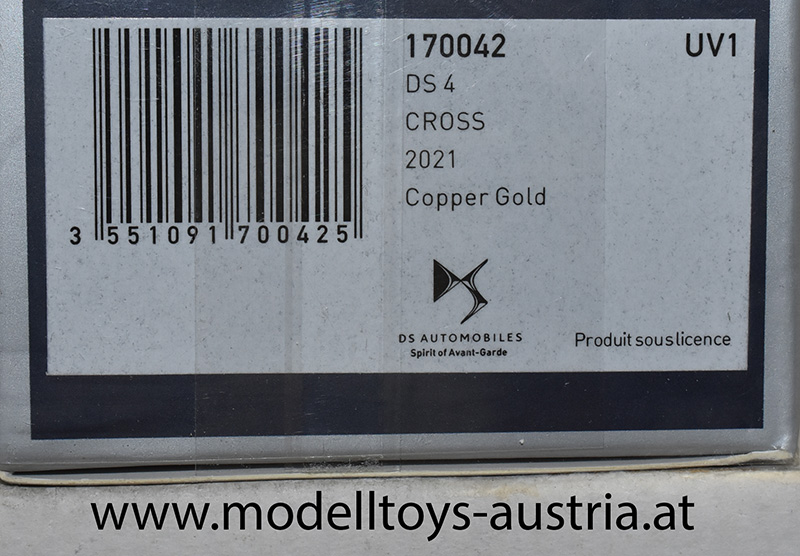 170042 UV1
DS 4
CROSS
2021
Copper Gold
3 551091 700425
DS AUTOMOBILES
Spirit of Avant-Garde
Produit sous licence
www.modelltoys-austria.at